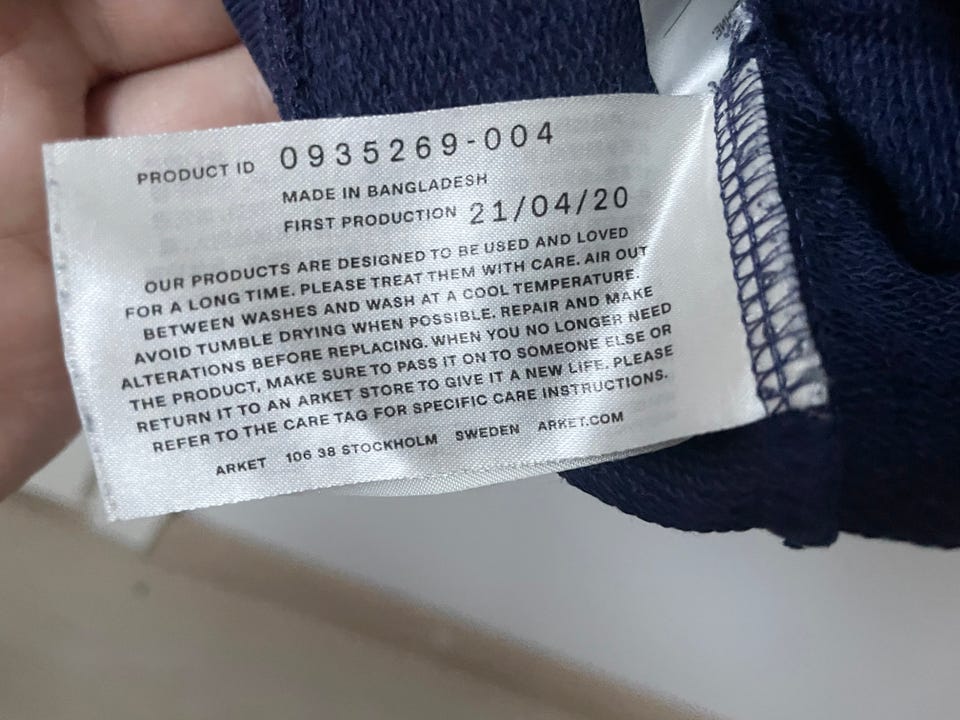 PRODUCT ID 0935269-004
MADE IN BANGLADESH
FIRST PRODUCTION 21/04/20
OUR PRODUCTS ARE DESIGNED TO BE USED AND LOVED
FOR A LONG TIME. PLEASE TREAT THEM WITH CARE. AIR OUT
BETWEEN WASHES AND WASH AT A COOL TEMPERATURE.
AVOID TUMBLE DRYING WHEN POSSIBLE. REPAIR AND MAKE
ALTERATIONS BEFORE REPLACING. WHEN YOU NO LONGER NEED
THE PRODUCT, MAKE SURE TO PASS IT ON TO SOMEONE ELSE OR
RETURN IT TO AN ARKET STORE TO GIVE IT A NEW LIFE. PLEASE
REFER TO THE CARE TAG FOR SPECIFIC CARE INSTRUCTIONS.
ARKET 106 38 STOCKHOLM SWEDEN ARKET.COM